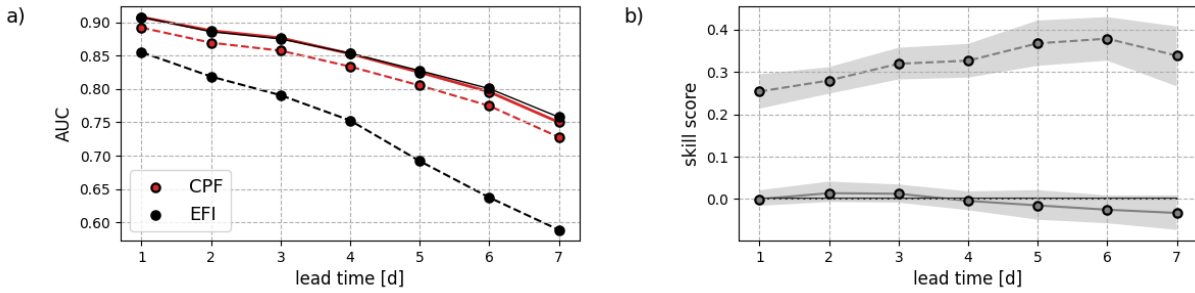 a)
AUC
0.90
0.85
0.80
0.75
0.70
0.65
0.60
CPF
EFI
1 2 3 4 5 6 7
lead time [d]
b)
skill score
0.4
0.3
0.2
0.1
0.0
1 2 3 4 5 6 7
lead time [d]